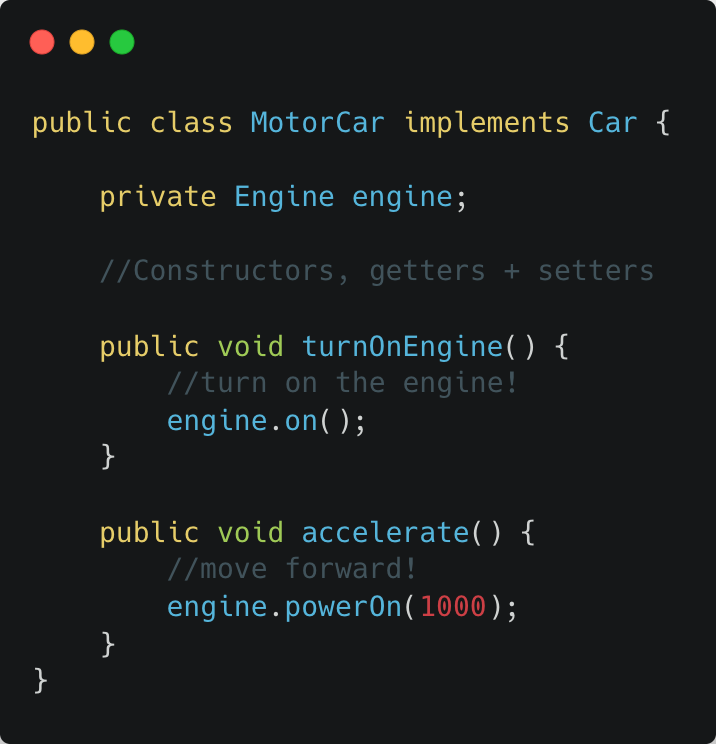 public class MotorCar implements Car {
private Engine engine;
//Constructors, getters + setters
public void turnOnEngine() {
//turn on the engine!
engine.on();
}
public void accelerate() {
//move forward!
engine.powerOn(1000);
}
}